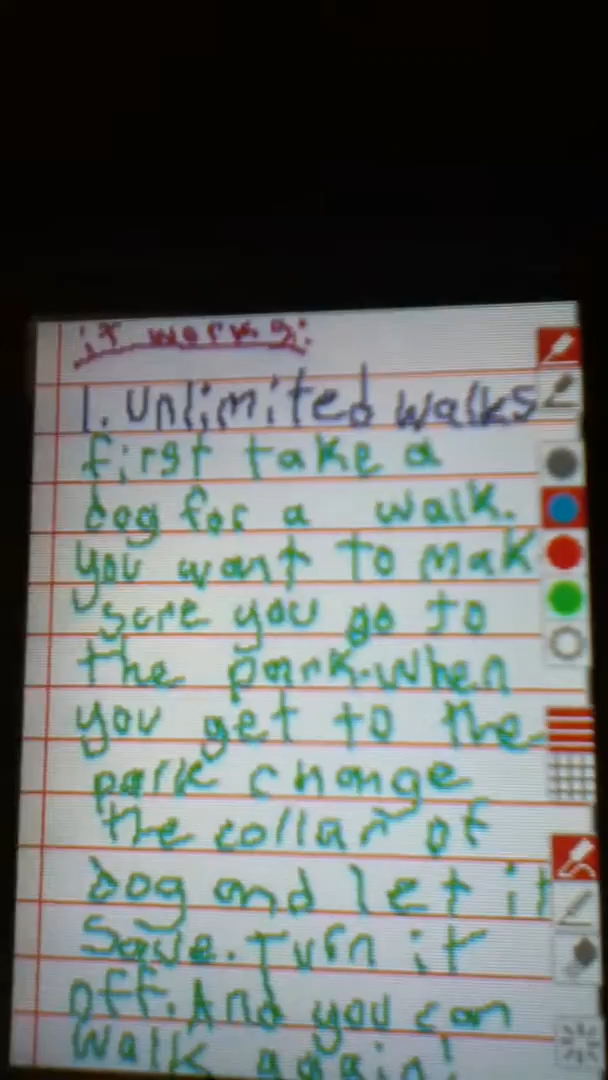 it works:
1. Unlimited walks
first take a
dog for a walk.
you want to mak
sure you go to
the park. When
you get to the
park change
the collar of
dog and let it
Save. Turn it
off. And you can
walk again!